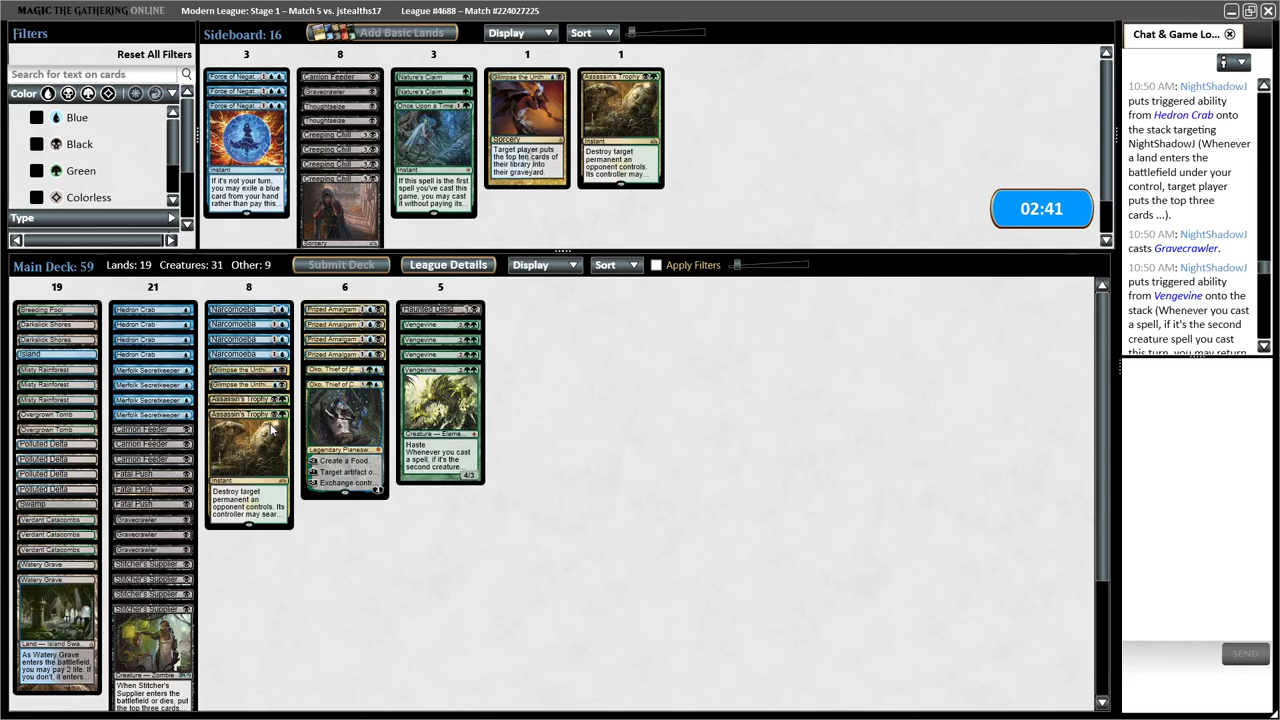 MAGIC THE GATHERING ONLINE
Modern League: Stage 1 – Match 5 vs. jstealths17
League #4688 – Match #224027225
Filters
Reset All Filters
Search for text on cards
Color
Blue
Black
Green
Colorless
Type
Sideboard: 16
Add Basic Lands
Display
Sort
3
8
3
1
1
Force of Negat...
Force of Negat...
Force of Negat...
Instant
If it's not your turn,
you may exile a blue
card from your hand
rather than pay this...
Carrion Feeder
Gravecrawler
Thoughtseize
Thoughtseize
Creeping Chill
Creeping Chill
Creeping Chill
Creeping Chill
Sorcery
Nature's Claim
Nature's Claim
Once Upon a Time
Instant
If this spell is the first
spell you've cast this
game, you may cast it
without paying its...
Glimpse the Unth...
Sorcery
Target player puts
the top ten cards of
their library into
their graveyard.
Assassin's Trophy
Instant
Destroy target
permanent an
opponent controls. Its
controller may...
02:41
Main Deck: 59
Lands: 19 Creatures: 31 Other: 9
Submit Deck
League Details
Display
Sort
Apply Filters
19
21
8
6
5
Breeding Pool
Darkslick Shores
Darkslick Shores
Island
Misty Rainforest
Misty Rainforest
Misty Rainforest
Overgrown Tomb
Overgrown Tomb
Polluted Delta
Polluted Delta
Polluted Delta
Polluted Delta
Swamp
Verdant Catacombs
Verdant Catacombs
Verdant Catacombs
Watery Grave
Watery Grave
Land — Island Swa...
As Watery Grave
enters the battlefield,
you may pay 2 life. If
you don't, it enters...
Hedron Crab
Hedron Crab
Hedron Crab
Hedron Crab
Merfolk Secretkeeper
Merfolk Secretkeeper
Merfolk Secretkeeper
Merfolk Secretkeeper
Carrion Feeder
Carrion Feeder
Carrion Feeder
Fatal Push
Fatal Push
Fatal Push
Gravecrawler
Gravecrawler
Gravecrawler
Stitcher's Supplier
Stitcher's Supplier
Stitcher's Supplier
Stitcher's Supplier
Creature — Zombie
When Stitcher's
Supplier enters the
battlefield or dies, put
the top three cards...
Narcomoeba
Narcomoeba
Narcomoeba
Narcomoeba
Glimpse the Unthi...
Glimpse the Unthi...
Assassin's Trophy
Assassin's Trophy
Instant
Destroy target
permanent an
opponent controls. Its
controller may sear...
Prized Amalgam
Prized Amalgam
Prized Amalgam
Prized Amalgam
Oko, Thief of C...
Oko, Thief of C...
Legendary Planesw...
Create a Food...
Target artifact o...
Exchange contr...
4
Haunted Dead
Vengevine
Vengevine
Vengevine
Vengevine
Creature — Eleme...
Haste
Whenever you cast
a spell, if it's the
second creature...
4/3
Chat & Game Lo...
10:50 AM: NightShadowJ
puts triggered ability
from Hedron Crab onto
the stack targeting
NightShadowJ (Whenever
a land enters the
battlefield under your
control, target player
puts the top three
cards ...).
10:50 AM: NightShadowJ
casts Gravecrawler.
10:50 AM: NightShadowJ
puts triggered ability
from Vengevine onto the
stack (Whenever you cast
a spell, if it's the second
creature spell you cast
this turn, you may return
SEND